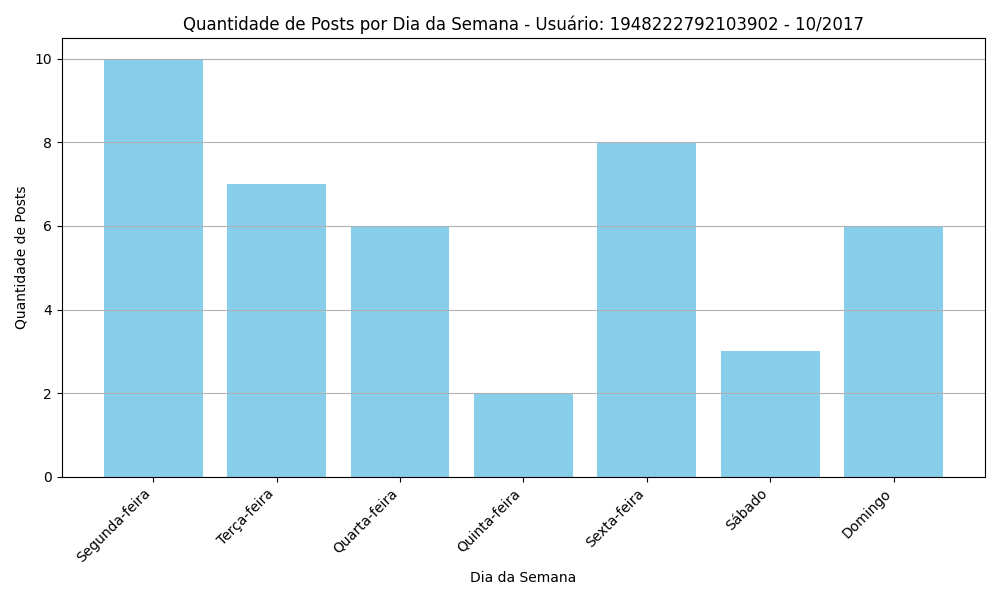 Quantidade de Posts por Dia da Semana - Usuário: 1948222792103902 - 10/2017
Quantidade de Posts
10
8
6
4
2
0
Segunda-feira
Terça-feira
Quarta-feira
Quinta-feira
Sexta-feira
Sábado
Domingo
Dia da Semana